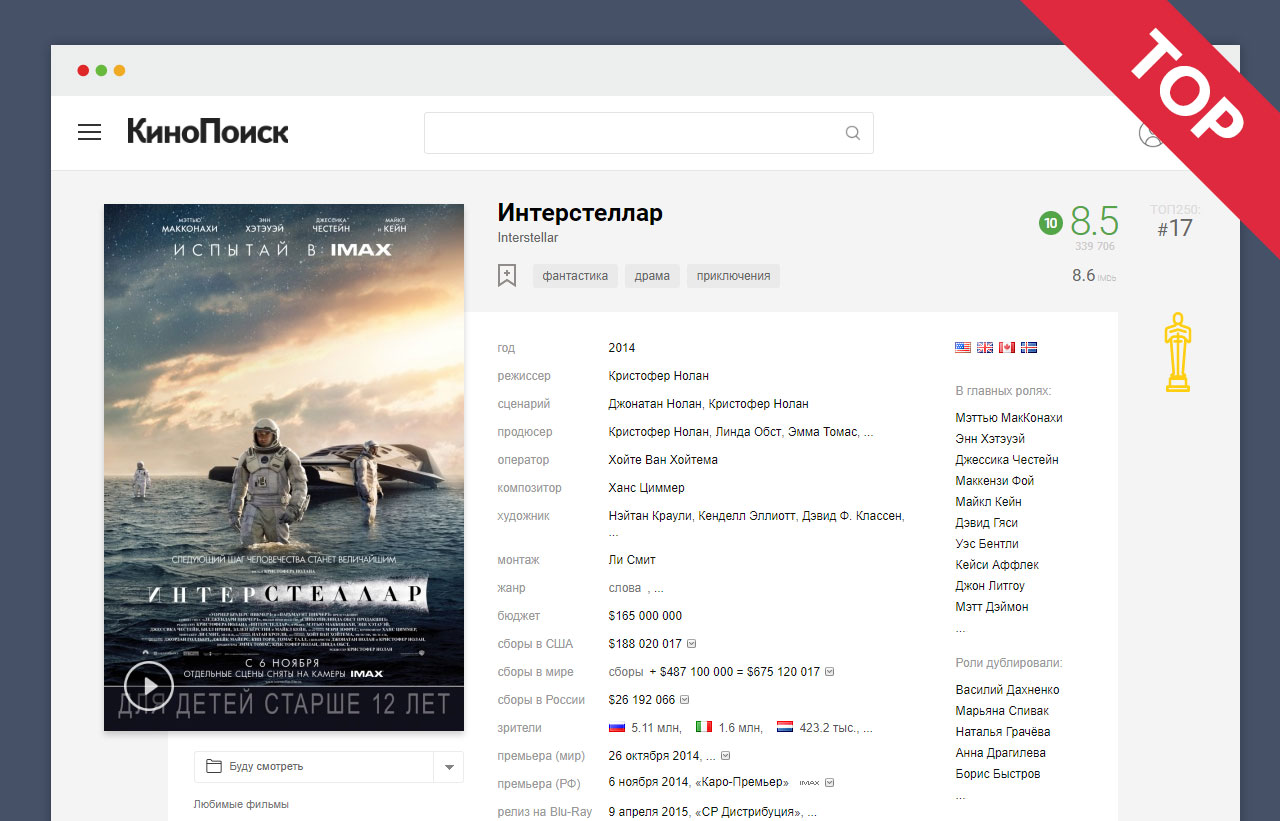 TOP
КиноПоиск
МЭТТЬЮ МАККОНАХИ ЭНН ХЭТЭУЭЙ ДЖЕССИКА ЧЕСТЕЙН МАЙКЛ И КЕЙН
ИСПЫТАЙ В IMAX
СЛЕДУЮЩИЙ ШАГ ЧЕЛОВЕЧЕСТВА СТАНЕТ ВЕЛИЧАЙШИМ
ИНТЕРСТЕЛЛАР
С 6 НОЯБРЯ
ОТДЕЛЬНЫЕ СЦЕНЫ СНЯТЫ НА КАМЕРЫ IMAX
ДЛЯ ДЕТЕЙ СТАРШЕ 12 ЛЕТ
Буду смотреть
Любимые фильмы
Интерстеллар
Interstellar
фантастика драма приключения
10 8.5
339 706
8.6 IMDb
ТОП250:
#17
год 2014
режиссер Кристофер Нолан
сценарий Джонатан Нолан, Кристофер Нолан
продюсер Кристофер Нолан, Линда Обст, Эмма Томас, ...
оператор Хойте Ван Хойтема
композитор Ханс Циммер
художник Нэйтан Краули, Кенделл Эллиотт, Дэвид Ф. Классен,
...
монтаж Ли Смит
жанр слова , ...
бюджет $165 000 000
сборы в США $188 020 017
сборы в мире сборы + $487 100 000 = $675 120 017
сборы в России $26 192 066
зрители 5.11 млн, 1.6 млн, 423.2 тыс., ...
премьера (мир) 26 октября 2014, ...
премьера (РФ) 6 ноября 2014, «Каро-Премьер» IMAX
релиз на Blu-Ray 9 апреля 2015, «СР Дистрибуция», ...
В главных ролях:
Мэттью МакКонахи
Энн Хэтэуэй
Джессика Честейн
Маккензи Фой
Майкл Кейн
Дэвид Гяси
Уэс Бентли
Кейси Аффлек
Джон Литгоу
Мэтт Дэймон
...
Роли дублировали:
Василий Дахненко
Марьяна Спивак
Наталья Грачёва
Анна Драгилева
Борис Быстров
...